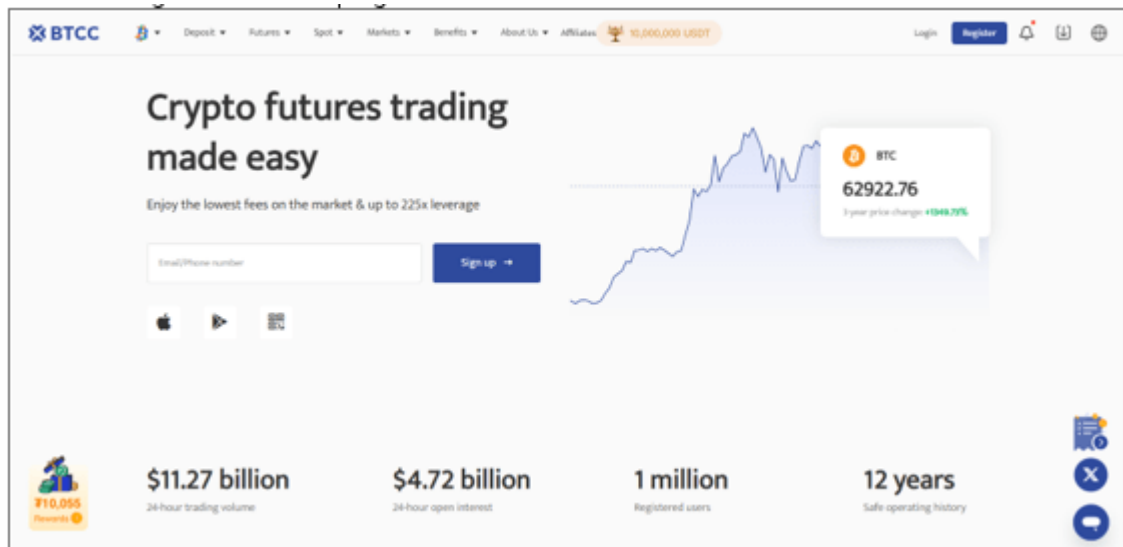 BTCC
Deposit Futures Spot Markets Benefits About Us Affiliates 10,000,000 USDT Login Register
Crypto futures trading
made easy
Enjoy the lowest fees on the market & up to 225x leverage
Email/Phone number
Sign up →
BTC
62922.76
3-year price change:
₮10,055
Rewards
$11.27 billion
24-hour trading volume
$4.72 billion
24-hour open interest
1 million
Registered users
12 years
Safe operating history